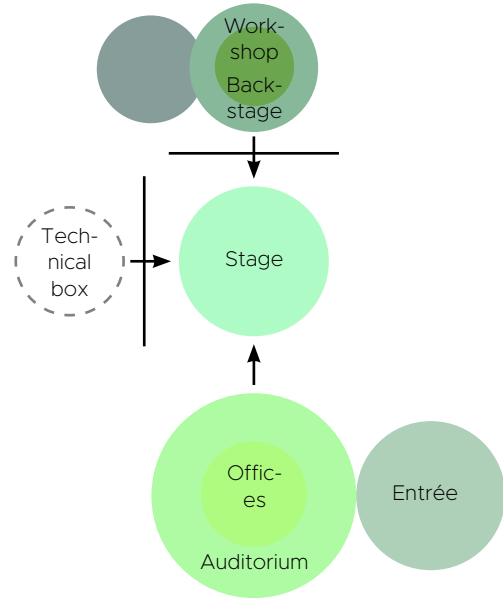 Work-
shop
Back-
stage
Tech-
nical
box
Stage
Offic-
es
Entrée
Auditorium